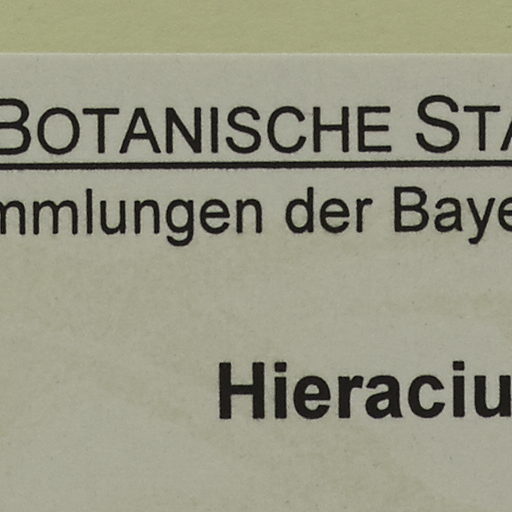 BOTANISCHE STA
mmlungen der Baye
Hieraciu